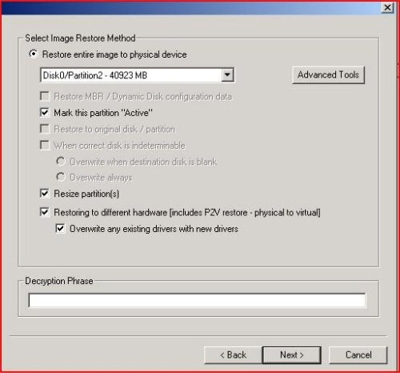 Select Image Restore Method
Restore entire image to physical device
Disk0/Partition2 - 40923 MB
Advanced Tools
Restore MBR / Dynamic Disk configuration data
Mark this partition "Active"
Restore to original disk / partition
When correct disk is indeterminable
Overwrite when destination disk is blank
Overwrite always
Resize partition(s)
Restoring to different hardware [includes P2V restore - physical to virtual]
Overwrite any existing drivers with new drivers
Decyption Phrase
< Back
Next >
Cancel